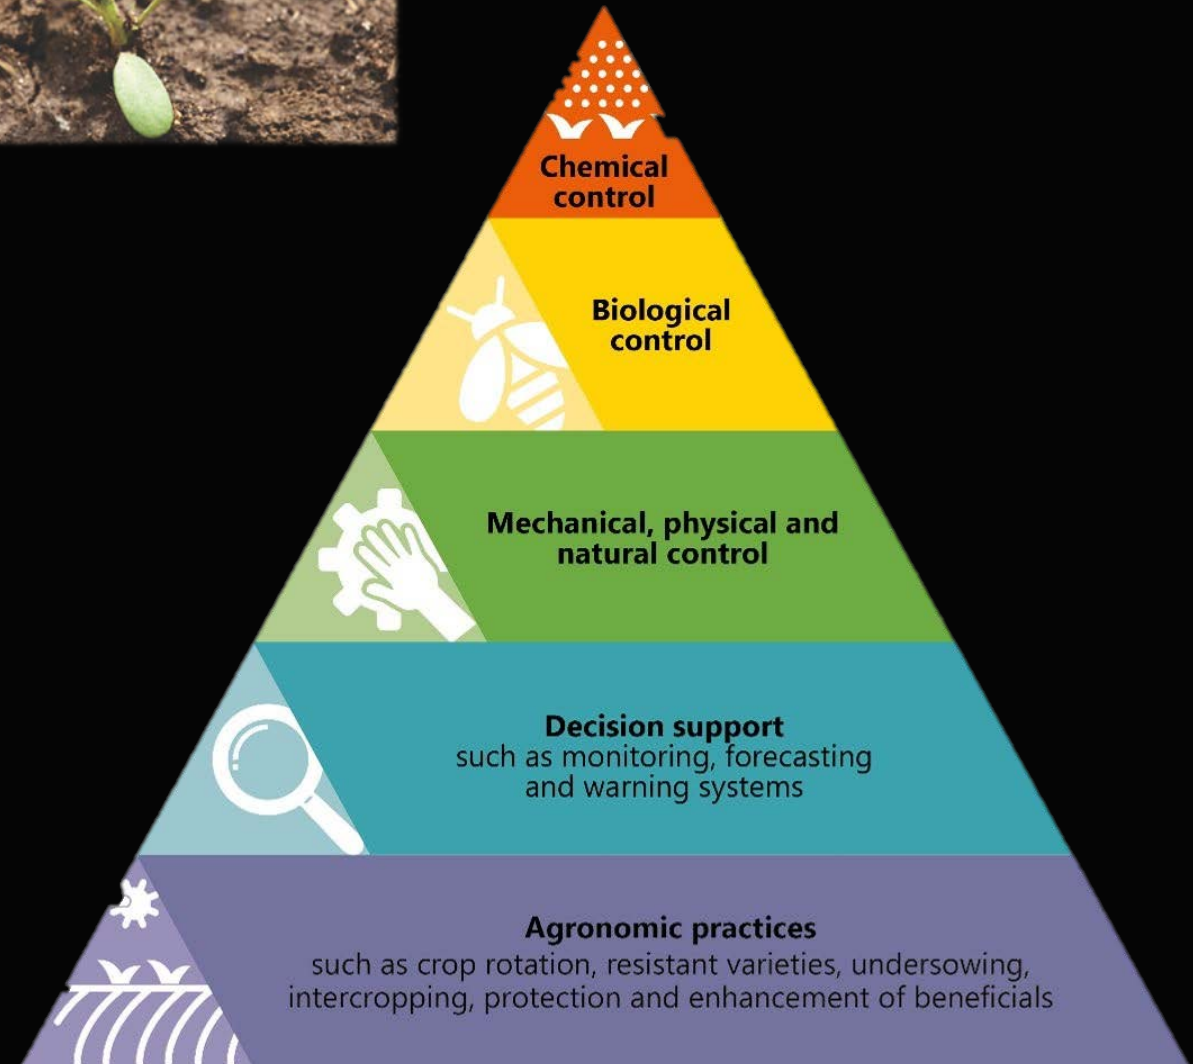 Chemical
control
Biological
control
Mechanical, physical and
natural control
Decision support
such as monitoring, forecasting
and warning systems
Agronomic practices
such as crop rotation, resistant varieties, undersowing,
intercropping, protection and enhancement of beneficials